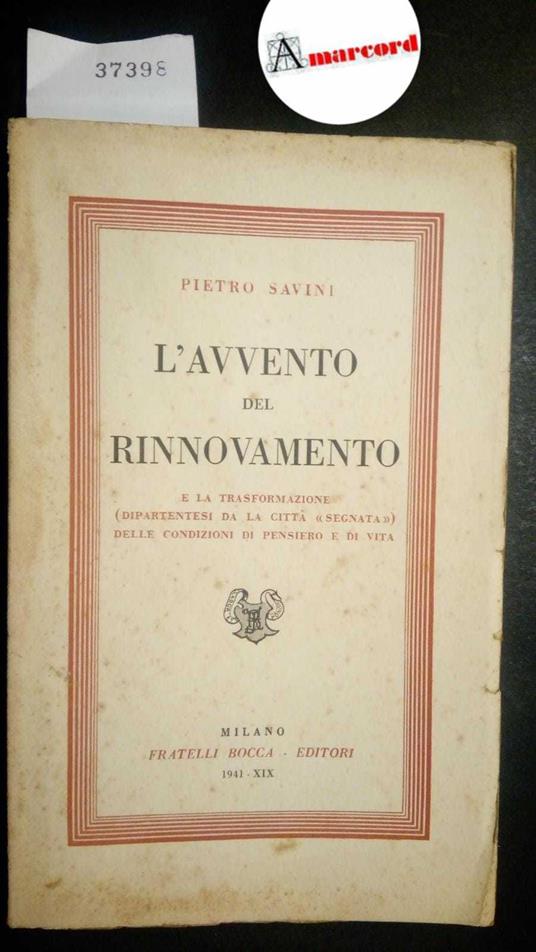 Amarcord
37398
PIETRO SAVINI
L'AVVENTO
DEL
RINNOVAMENTO
E LA TRASFORMAZIONE
(DIPARTENTESI DA LA CITTÀ «SEGNATA»)
DELLE CONDIZIONI DI PENSIERO E DI VITA
MILANO
FRATELLI BOCCA - EDITORI
1941 - XIX